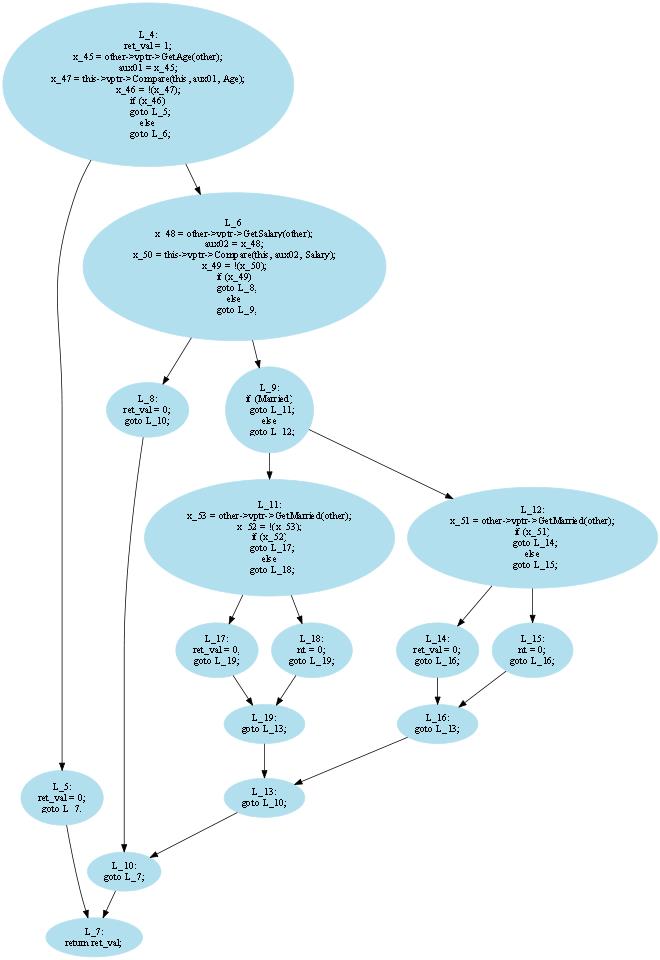 L_4:
ret_val = 1;
x_45 = other->vptr->GetAge(other);
aux01 = x_45;
x_47 = this->vptr->Compare(this, aux01, Age);
x_46 = !(x_47);
if (x_46)
goto L_5;
else
goto L_6;
L_6
x_48 = other->vptr->GetSalary(other);
aux02 = x_48;
x_50 = this->vptr->Compare(this, aux02, Salary);
x_49 = !(x_50);
if (x_49)
goto L_8,
else
goto L_9,
L_8:
ret_val = 0;
goto L_10;
L_9:
if (Married)
goto L_11;
else
goto L_12;
L_11:
x_53 = other->vptr->GetMarried(other);
x_52 = !(x_53);
if (x_52)
goto L_17;
else
goto L_18;
L_12:
x_51 = other->vptr->GetMarried(other);
if (x_51)
goto L_14;
else
goto L_15;
L_17:
ret_val = 0,
goto L_19;
L_18:
nt = 0;
goto L_19;
L_14:
ret_val = 0;
goto L_16;
L_15:
nt = 0;
goto L_16;
L_19:
goto L_13;
L_16:
goto L_13;
L_5:
ret_val = 0;
goto L_7.
L_13:
goto L_10;
L_10:
goto L_7;
L_7:
return ret_val;